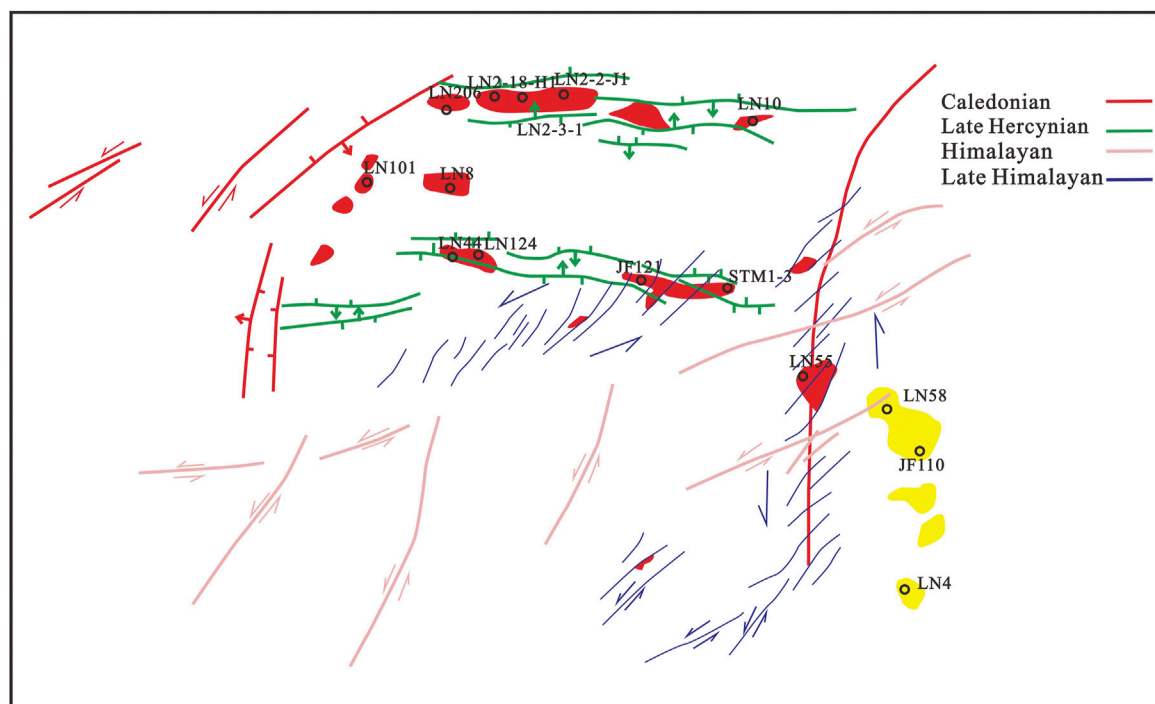 LN2-18-H1
LN2-2-J1
LN206
LN10
LN2-3-1
LN101
LN8
LN44
LN124
JF121
STM1-3
LN55
LN58
JF110
LN4
Caledonian
Late Hercynian
Himalayan
Late Himalayan